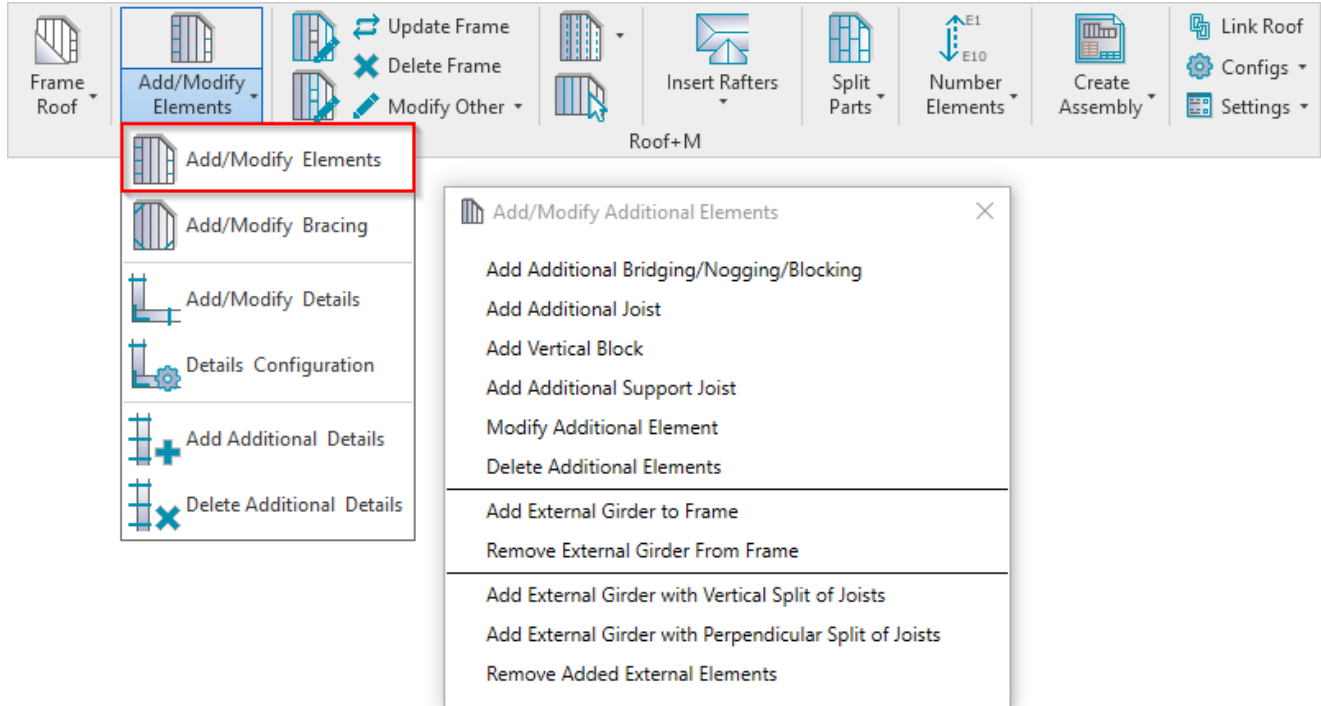 Frame
Roof
Add/Modify
Elements
Update Frame
Delete Frame
Modify Other
Insert Rafters
Split
Parts
E1
E10
Number
Elements
Create
Assembly
Link Roof
Configs
Settings
Roof+M
Add/Modify Elements
Add/Modify Bracing
Add/Modify Details
Details Configuration
Add Additional Details
Delete Additional Details
Add/Modify Additional Elements
Add Additional Bridging/Nogging/Blocking
Add Additional Joist
Add Vertical Block
Add Additional Support Joist
Modify Additional Element
Delete Additional Elements
Add External Girder to Frame
Remove External Girder From Frame
Add External Girder with Vertical Split of Joists
Add External Girder with Perpendicular Split of Joists
Remove Added External Elements